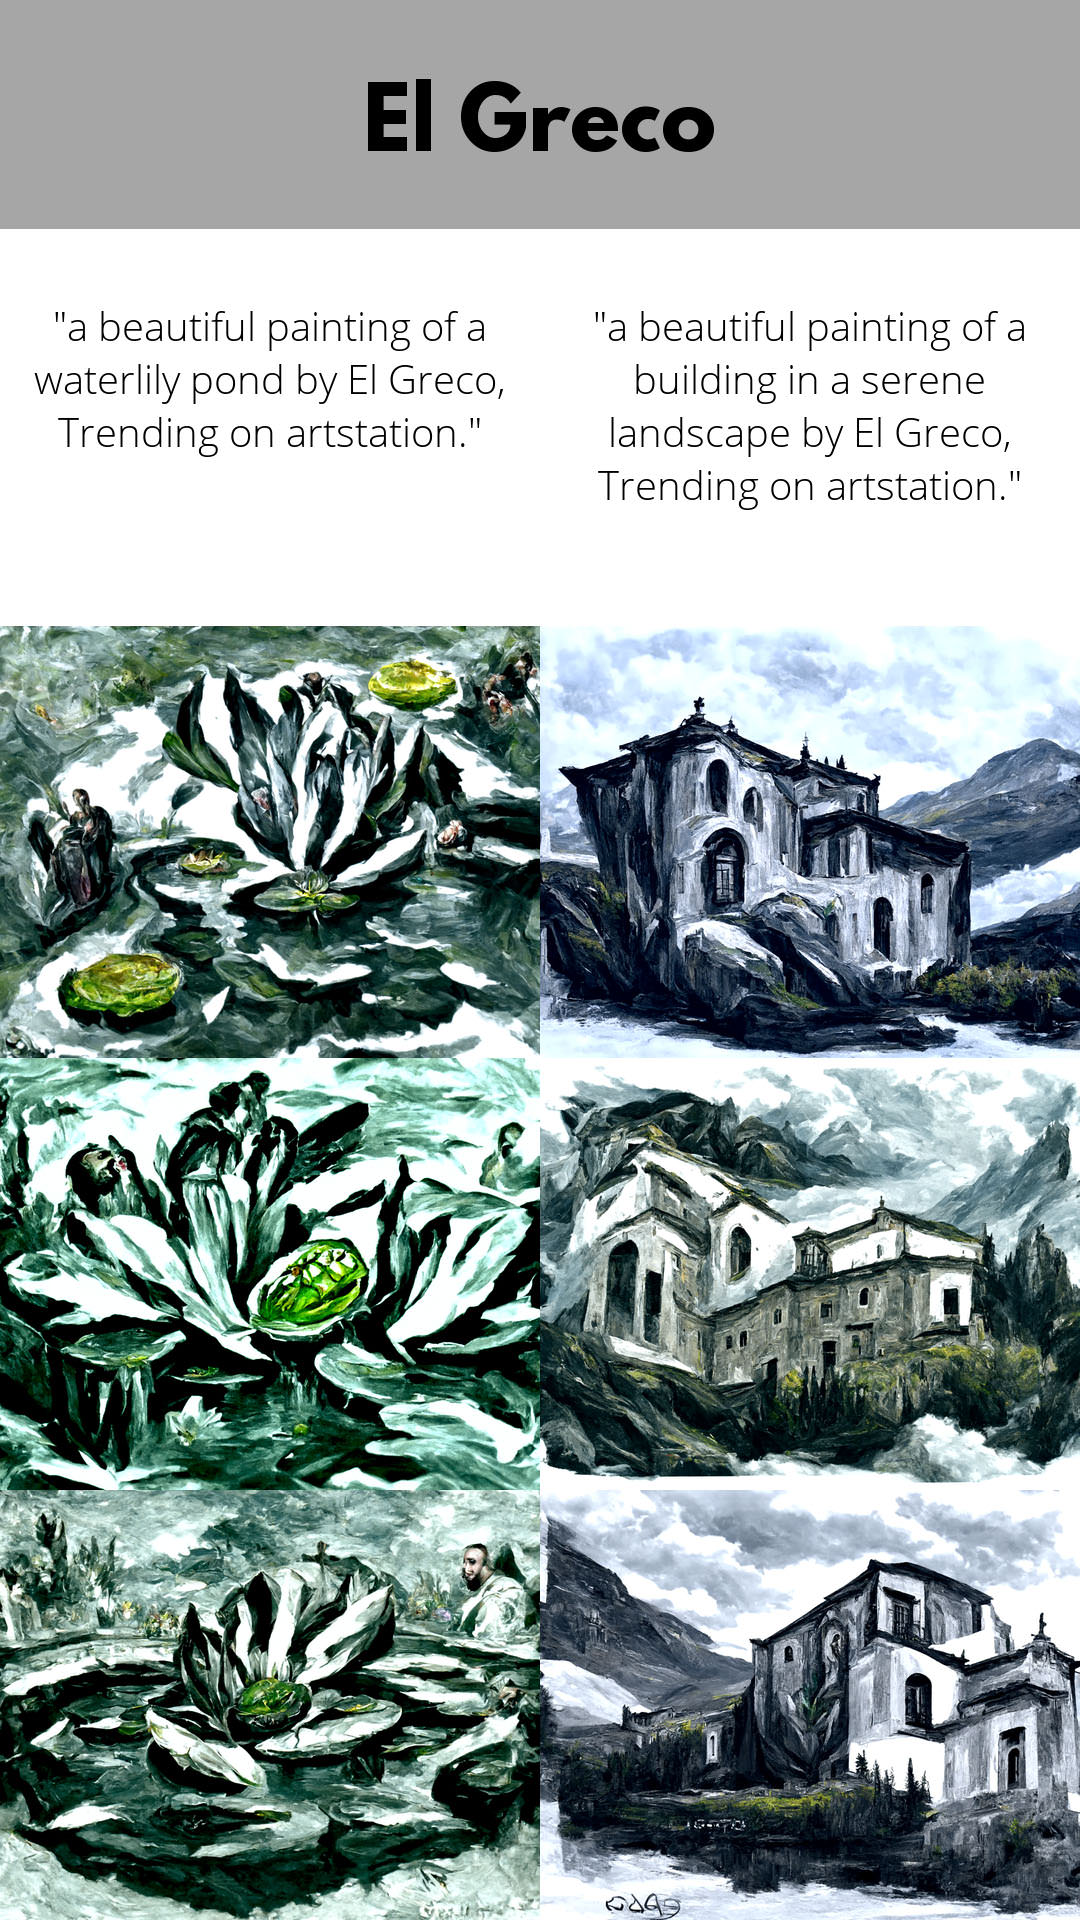 El Greco
"a beautiful painting of a
waterlily pond by El Greco,
Trending on artstation."
"a beautiful painting of a
building in a serene
landscape by El Greco,
Trending on artstation."